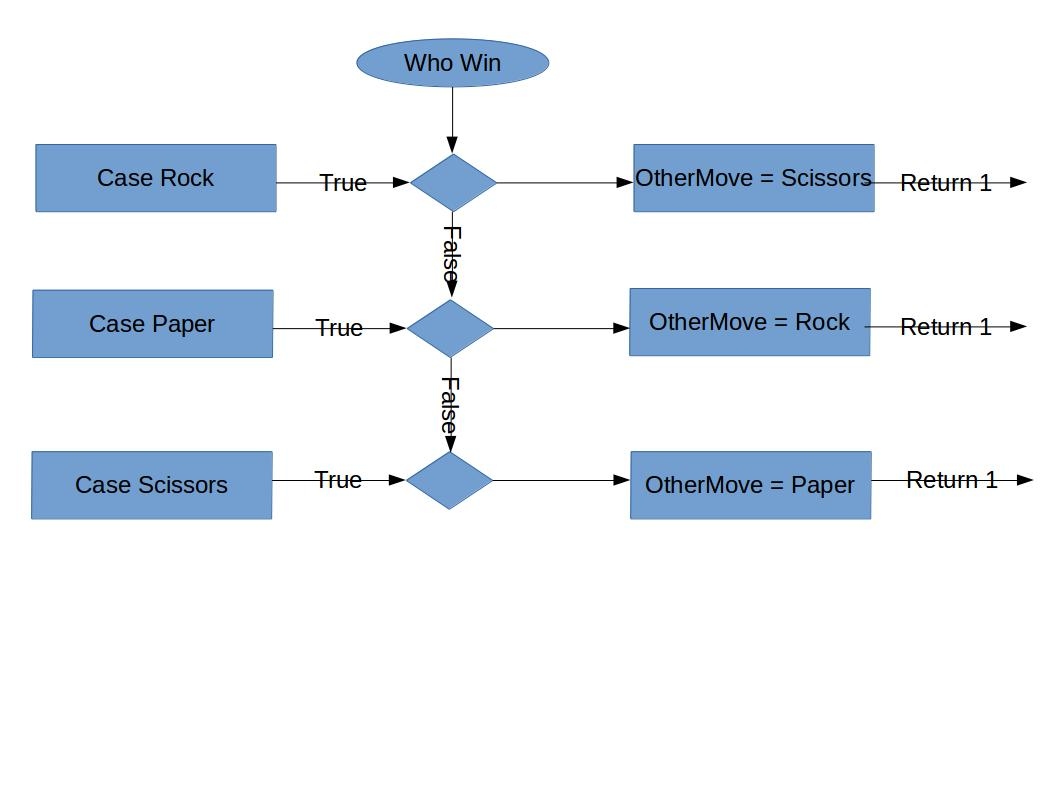 Who Win
Case Rock
True
OtherMove = Scissors
Return 1
False
Case Paper
True
OtherMove = Rock
Return 1
False
Case Scissors
True
OtherMove = Paper
Return 1